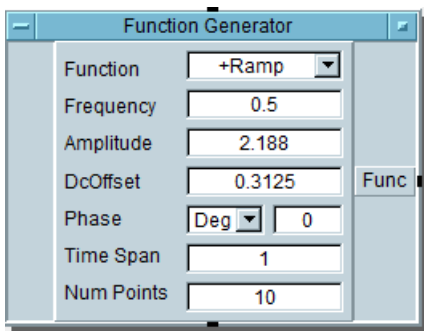 Function Generator
Function +Ramp
Frequency 0.5
Amplitude 2.188
DcOffset 0.3125
Func
Phase Deg 0
Time Span 1
Num Points 10